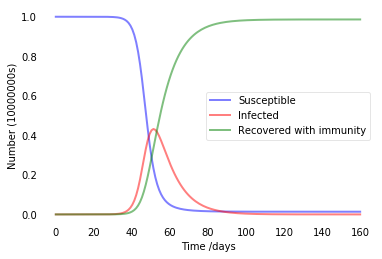 1.0
0.8
0.6
0.4
0.2
0.0
Number (10000000s)
Susceptible
Infected
Recovered with immunity
0 20 40 60 80 100 120 140 160
Time /days